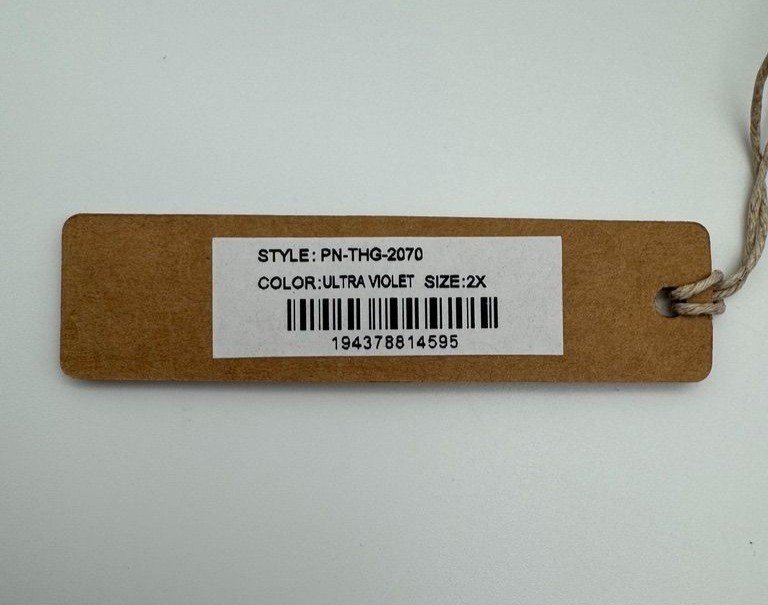 STYLE: PN-THG-2070
COLOR:ULTRA VIOLET SIZE:2X
194378814595